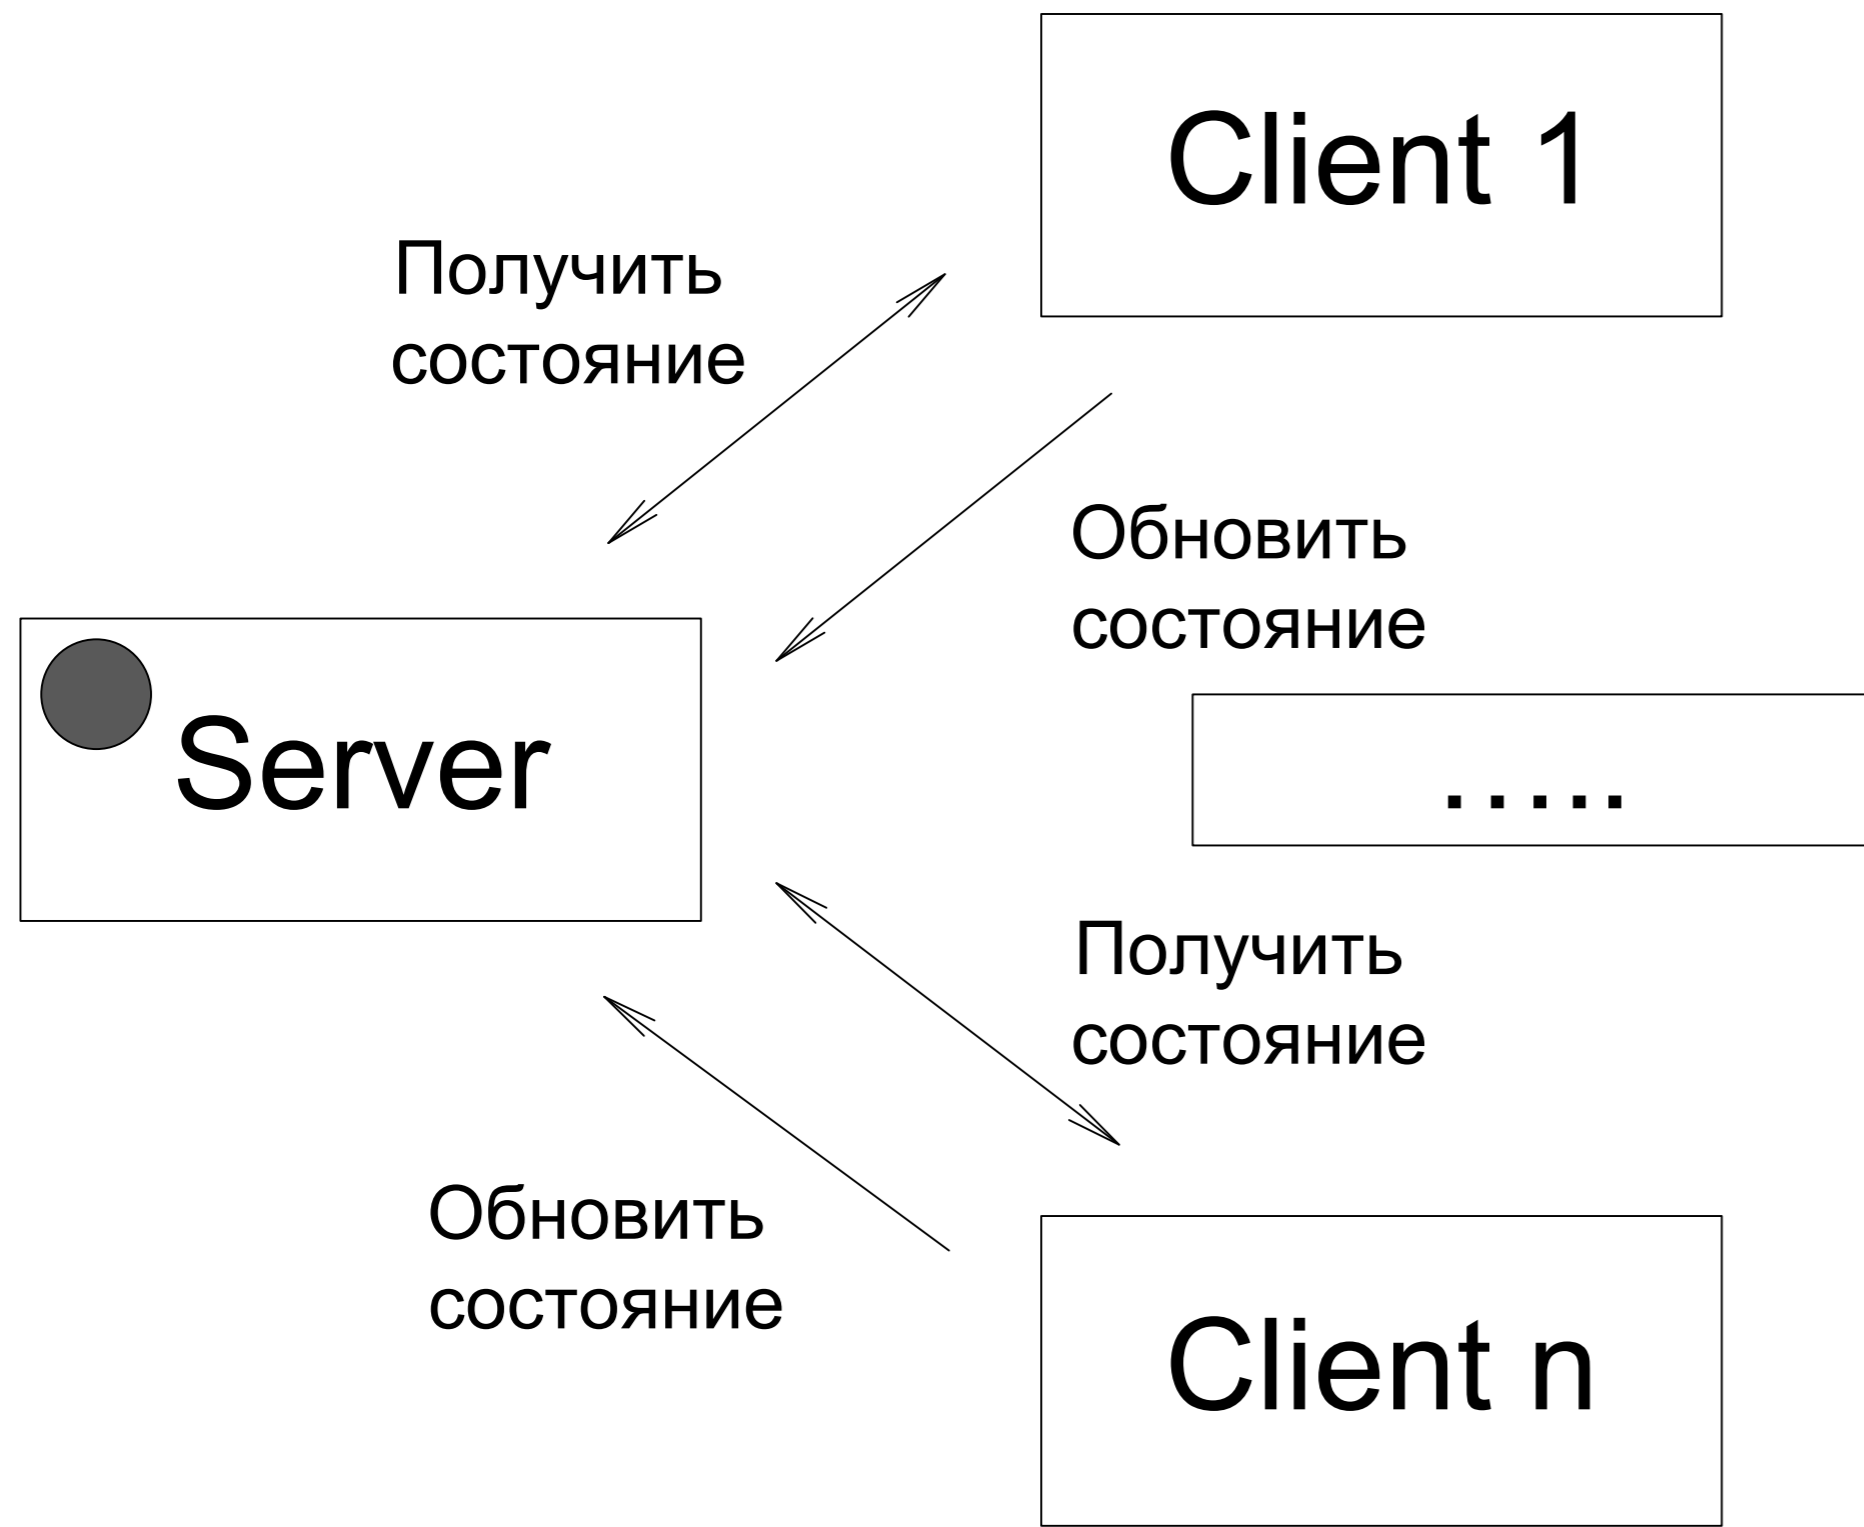 Client 1
Получить
состояние
Обновить
состояние
Server
.....
Получить
состояние
Обновить
состояние
Client n